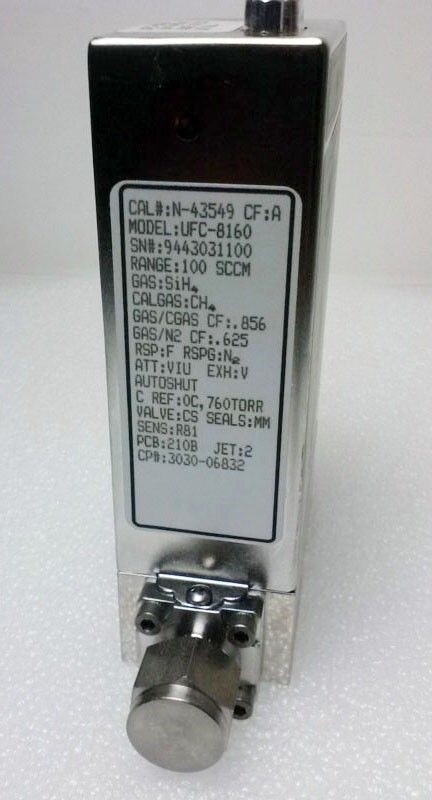 CAL#:N-43549 CF:A
MODEL:UFC-8160
SN#:9443031100
RANGE:100 SCCM
GAS:SiH₄
CALGAS:CH₄
GAS/CGAS CF:.856
GAS/N2 CF:.625
RSP:F RSPG:N₂
ATT:VIU EXH:V
AUTOSHUT
C REF:0C,760TORR
VALVE:CS SEALS:MM
SENS:R81
PCB:210B JET:2
CP#:3030-06832